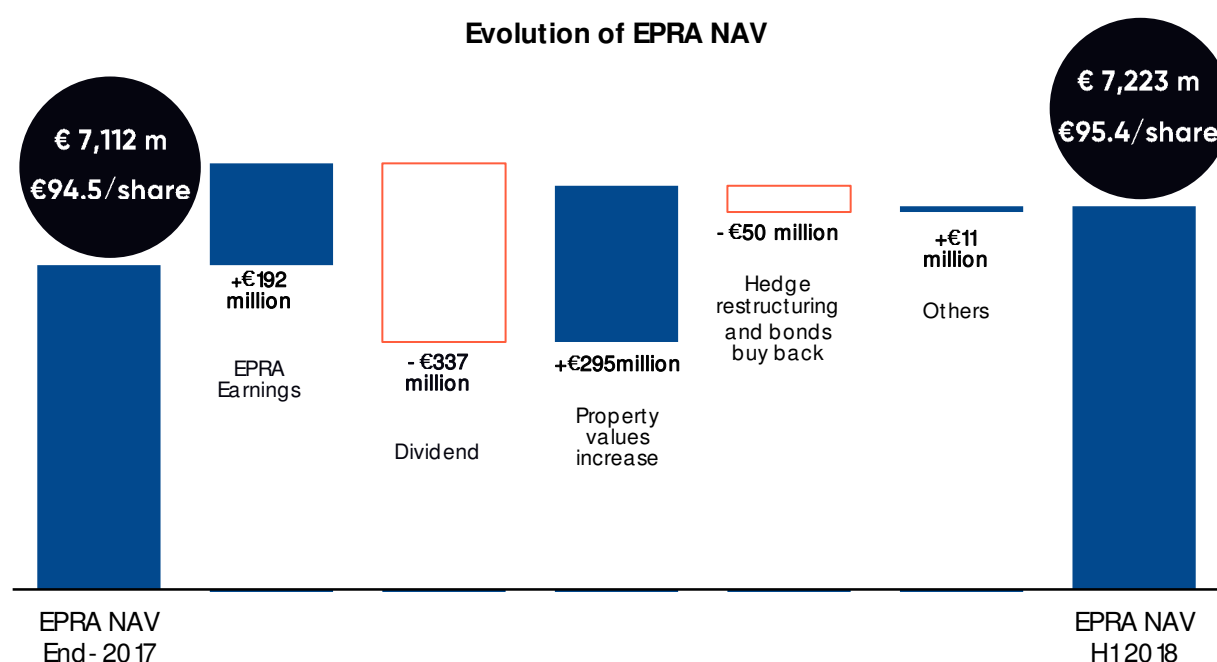 Evolution of EPRA NAV
€ 7,112 m
€94.5/share
€ 7,223 m
€95.4/share
+€192
million
EPRA
Earnings
- €337
million
Dividend
+€295million
Property
values
increase
- €50 million
Hedge
restructuring
and bonds
buy back
+€11
million
Others
EPRA NAV
End- 2017
EPRA NAV
H1 2018